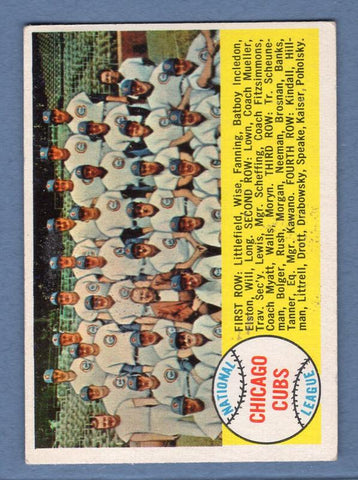 FIRST ROW: Littlefield, Wise, Fanning, Batboy Incledon,
Elston, Will, Long. SECOND ROW: Lown, Coach Mueller,
Trav. Sec'y. Lewis, Mgr. Scheffing, Coach Fitzsimmons,
Coach Myatt, Walls, Moryn. THIRD ROW: Tr. Scheune-
man, Bolger, Rush, Morgan, Neeman, Brosnan, Banks,
Tanner, Ed. Mgr. Kawano. FOURTH ROW: Kindall, Hill-
man, Littrell, Drott, Drabowsky, Speake, Kaiser, Poholsky.
NATIONAL
CHICAGO
CUBS
LEAGUE